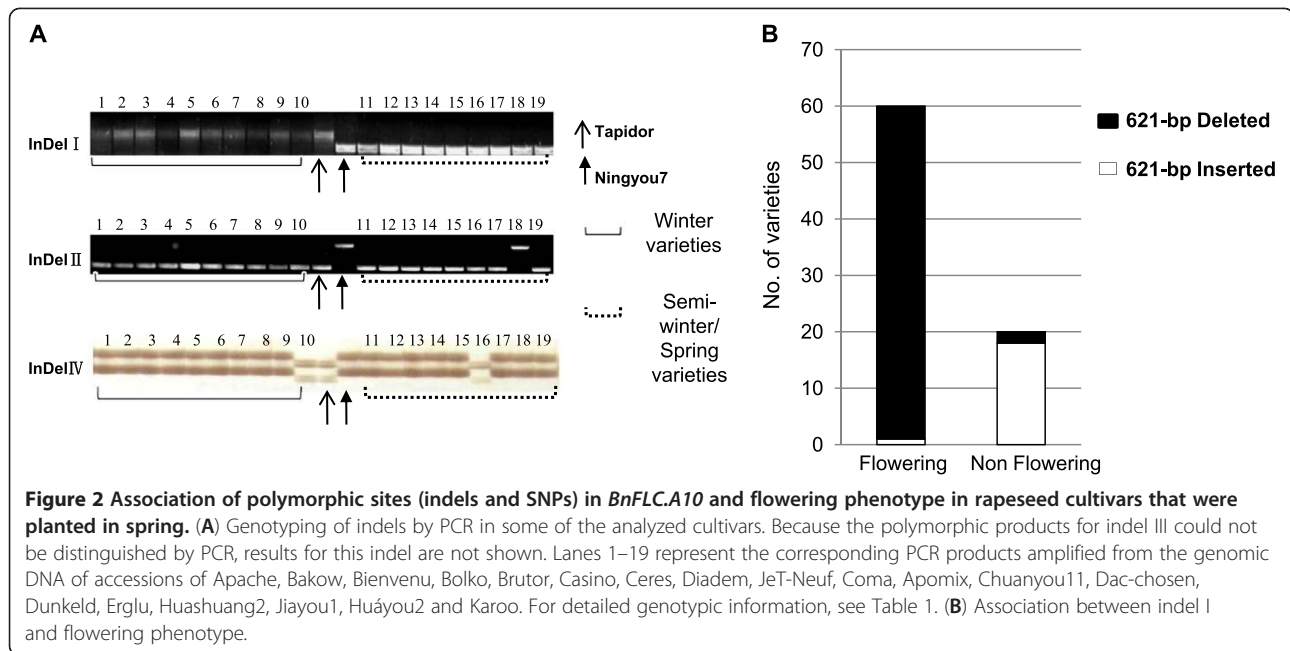 A
1 2 3 4 5 6 7 8 9 10 11 12 13 14 15 16 17 18 19
InDel I
Tapidor
Ningyou7
1 2 3 4 5 6 7 8 9 10 11 12 13 14 15 16 17 18 19
InDel II
Winter
varieties
Semi-
winter/
Spring
varieties
1 2 3 4 5 6 7 8 9 10 11 12 13 14 15 16 17 18 19
InDel IV
B
70
60
50
40
30
20
10
0
No. of varieties
Flowering Non Flowering
621-bp Deleted
621-bp Inserted
Figure 2 Association of polymorphic sites (indels and SNPs) in BnFLC.A10 and flowering phenotype in rapeseed cultivars that were
planted in spring. (A) Genotyping of indels by PCR in some of the analyzed cultivars. Because the polymorphic products for indel III could not
be distinguished by PCR, results for this indel are not shown. Lanes 1–19 represent the corresponding PCR products amplified from the genomic
DNA of accessions of Apache, Bakow, Bienvenu, Bolko, Brutor, Casino, Ceres, Diadem, JeT-Neuf, Coma, Apomix, Chuanyou11, Dac-chosen,
Dunkeld, Erglu, Huashuang2, Jiayou1, Huáyou2 and Karoo. For detailed genotypic information, see Table 1. (B) Association between indel I
and flowering phenotype.